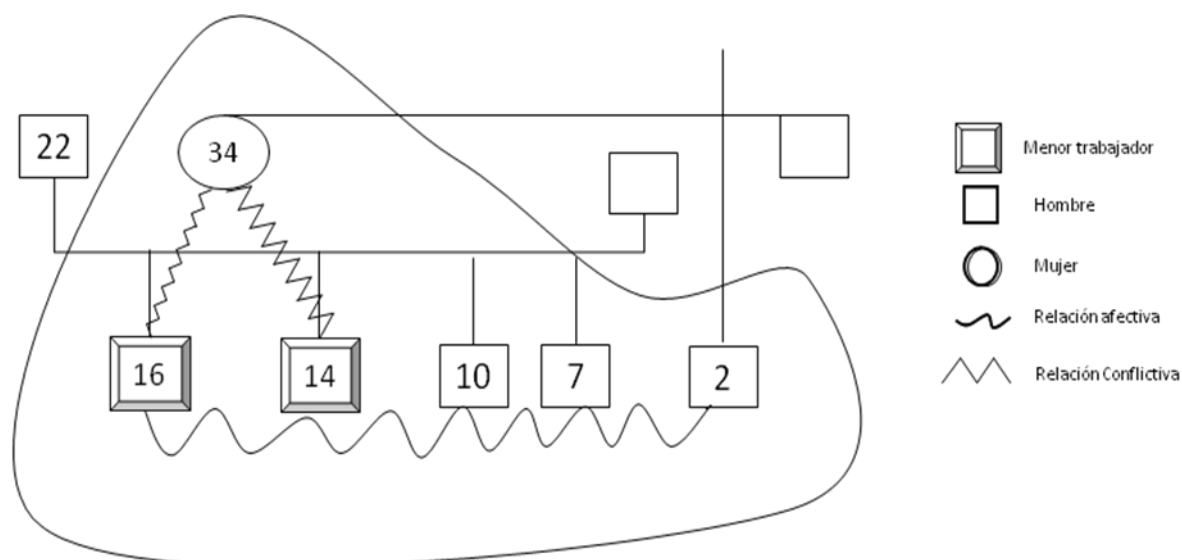 22
34
16
14
10
7
2
Menor trabajador
Hombre
Mujer
Relación afectiva
Relación Conflictiva